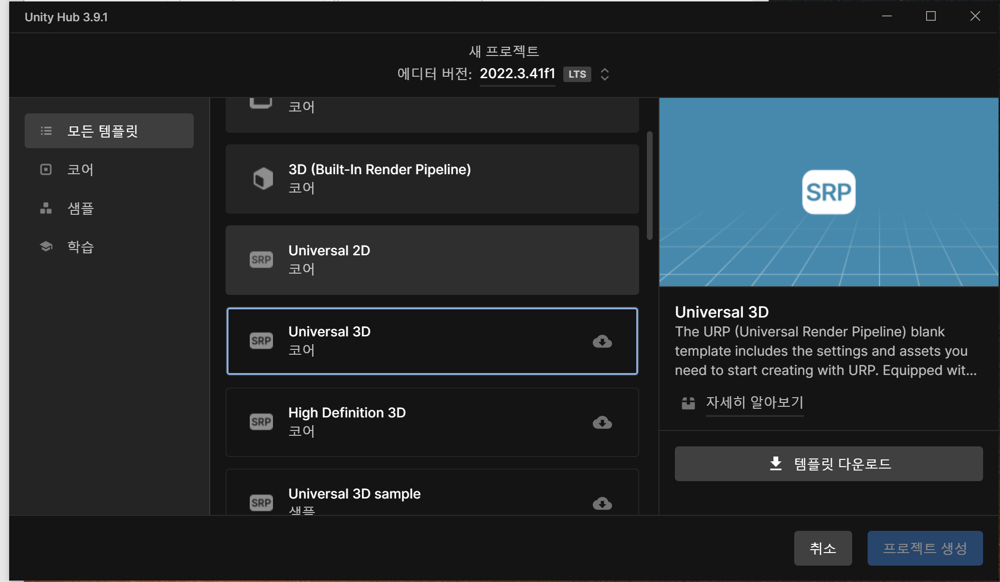 Unity Hub 3.9.1
새 프로젝트
에디터 버전: 2022.3.41f1 LTS
모든 템플릿
코어
샘플
학습
코어
3D (Built-In Render Pipeline)
코어
SRP
Universal 2D
코어
SRP
Universal 3D
코어
SRP
High Definition 3D
코어
SRP
Universal 3D sample
샘플
SRP
Universal 3D
The URP (Universal Render Pipeline) blank
template includes the settings and assets you
need to start creating with URP. Equipped wit...
자세히 알아보기
템플릿 다운로드
취소
프로젝트 생성